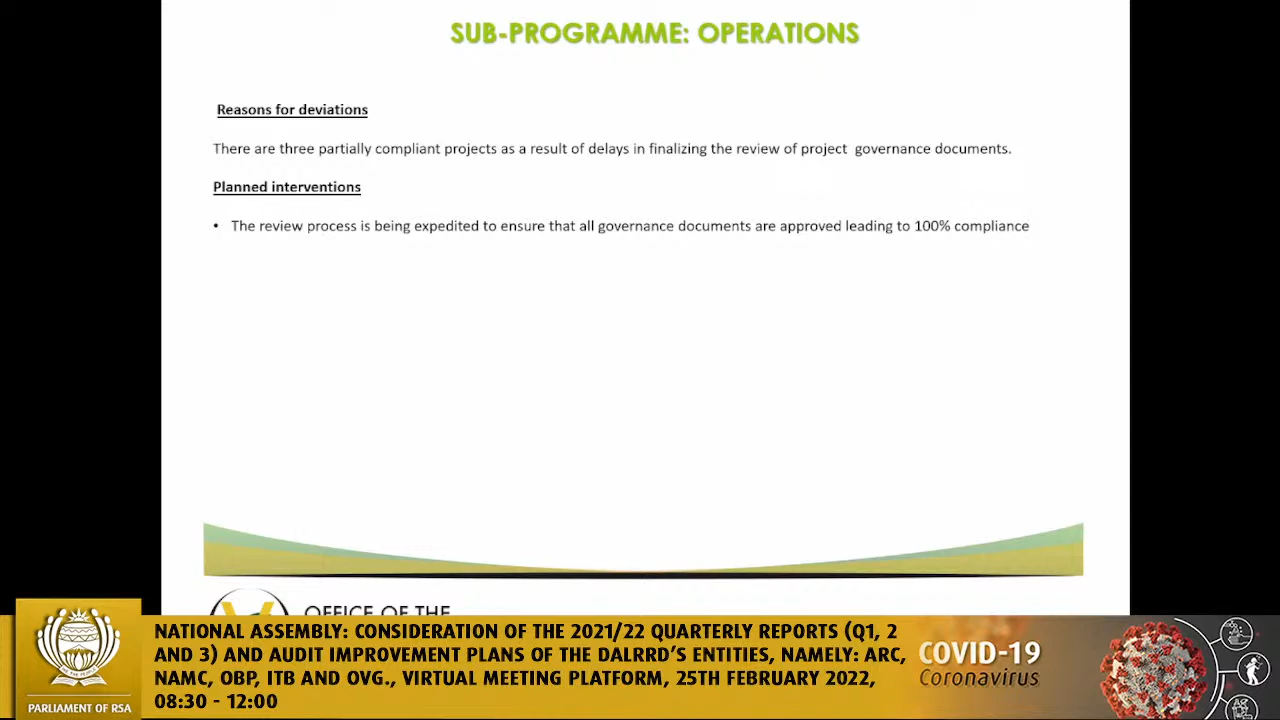 SUB-PROGRAMME: OPERATIONS
Reasons for deviations
There are three partially compliant projects as a result of delays in finalizing the review of project governance documents.
Planned interventions
• The review process is being expedited to ensure that all governance documents are approved leading to 100% compliance
OFFICE OF THE
NATIONAL ASSEMBLY: CONSIDERATION OF THE 2021/22 QUARTERLY REPORTS (Q1, 2
AND 3) AND AUDIT IMPROVEMENT PLANS OF THE DALRRD'S ENTITIES, NAMELY: ARC,
NAMC, OBP, ITB AND OVG., VIRTUAL MEETING PLATFORM, 25TH FEBRUARY 2022,
08:30 - 12:00
PARLIAMENT OF RSA
COVID-19
Coronavirus